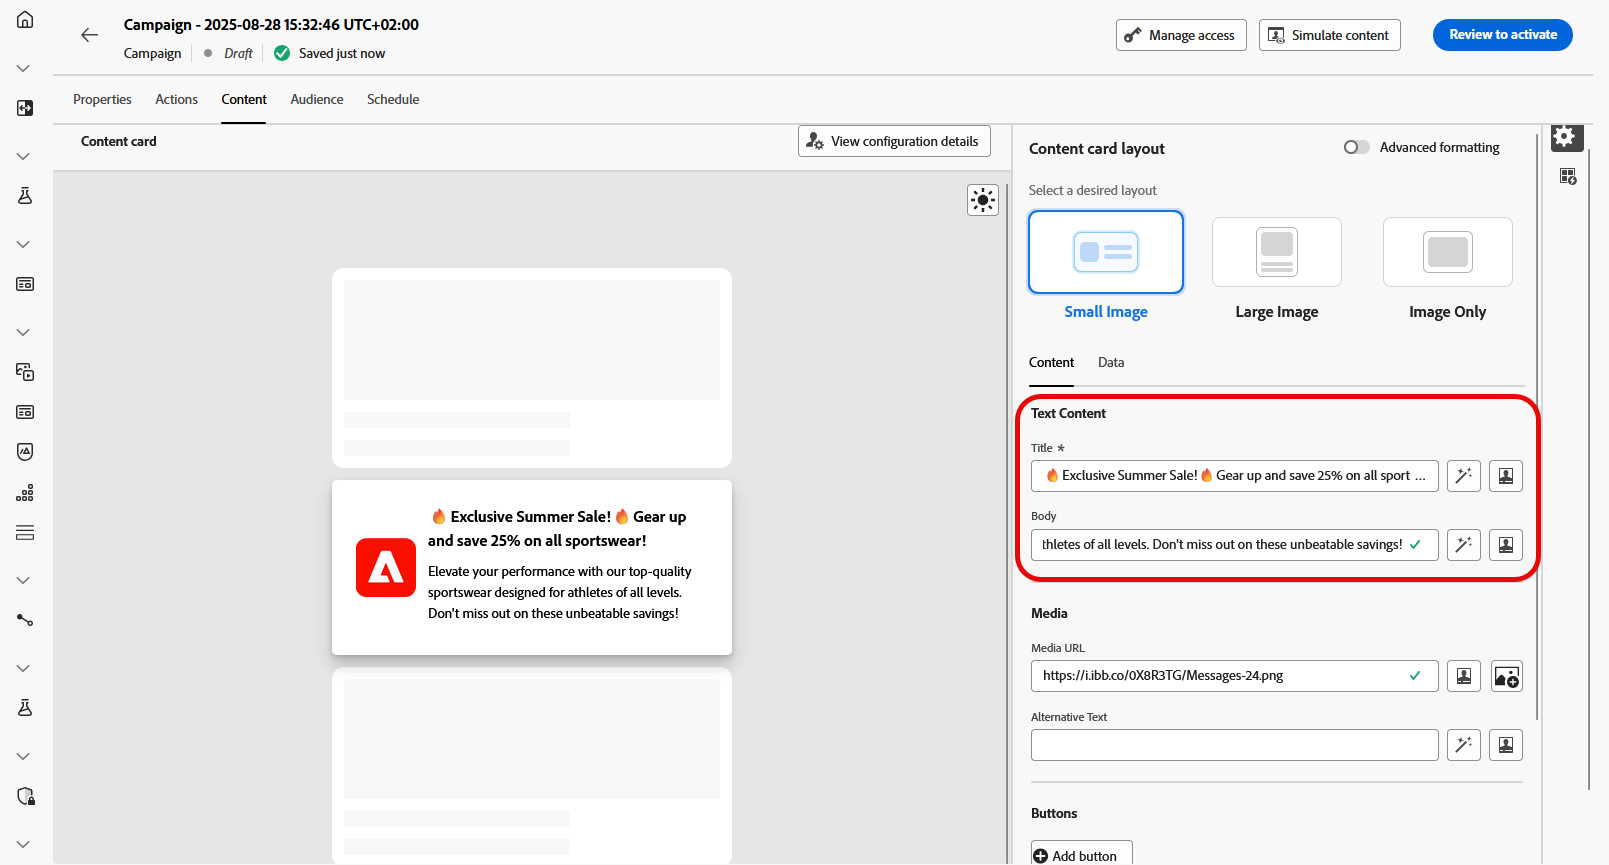 Campaign - 2025-08-28 15:32:46 UTC+02:00
Campaign
Draft
Saved just now
Manage access
Simulate content
Review to activate
Properties
Actions
Content
Audience
Schedule
Content card
View configuration details
🔥 Exclusive Summer Sale! 🔥 Gear up
and save 25% on all sportswear!
Elevate your performance with our top-quality
sportswear designed for athletes of all levels.
Don't miss out on these unbeatable savings!
Content card layout
Advanced formatting
Select a desired layout
Small Image
Large Image
Image Only
Content
Data
Text Content
Title *
🔥 Exclusive Summer Sale! 🔥 Gear up and save 25% on all sport ...
Body
thletes of all levels. Don't miss out on these unbeatable savings!
Media
Media URL
https://i.ibb.co/0X8R3TG/Messages-24.png
Alternative Text
Buttons
Add button